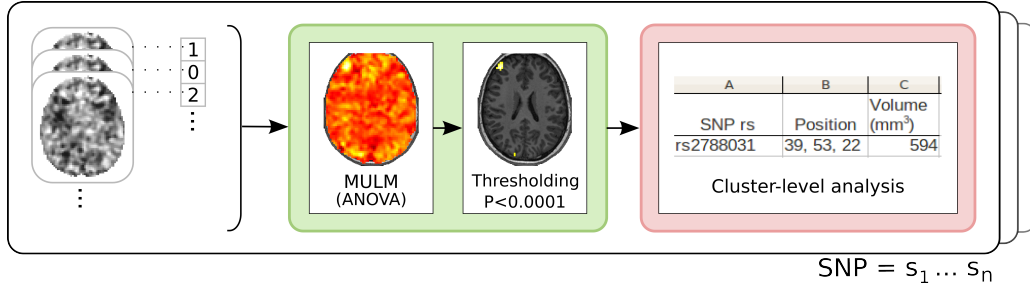 1
0
2
MULM
(ANOVA)
Thresholding
P<0.0001
A B C
SNP rs Position Volume (mm³)
rs2788031 39, 53, 22 594
Cluster-level analysis
SNP = s₁ ... sₙ